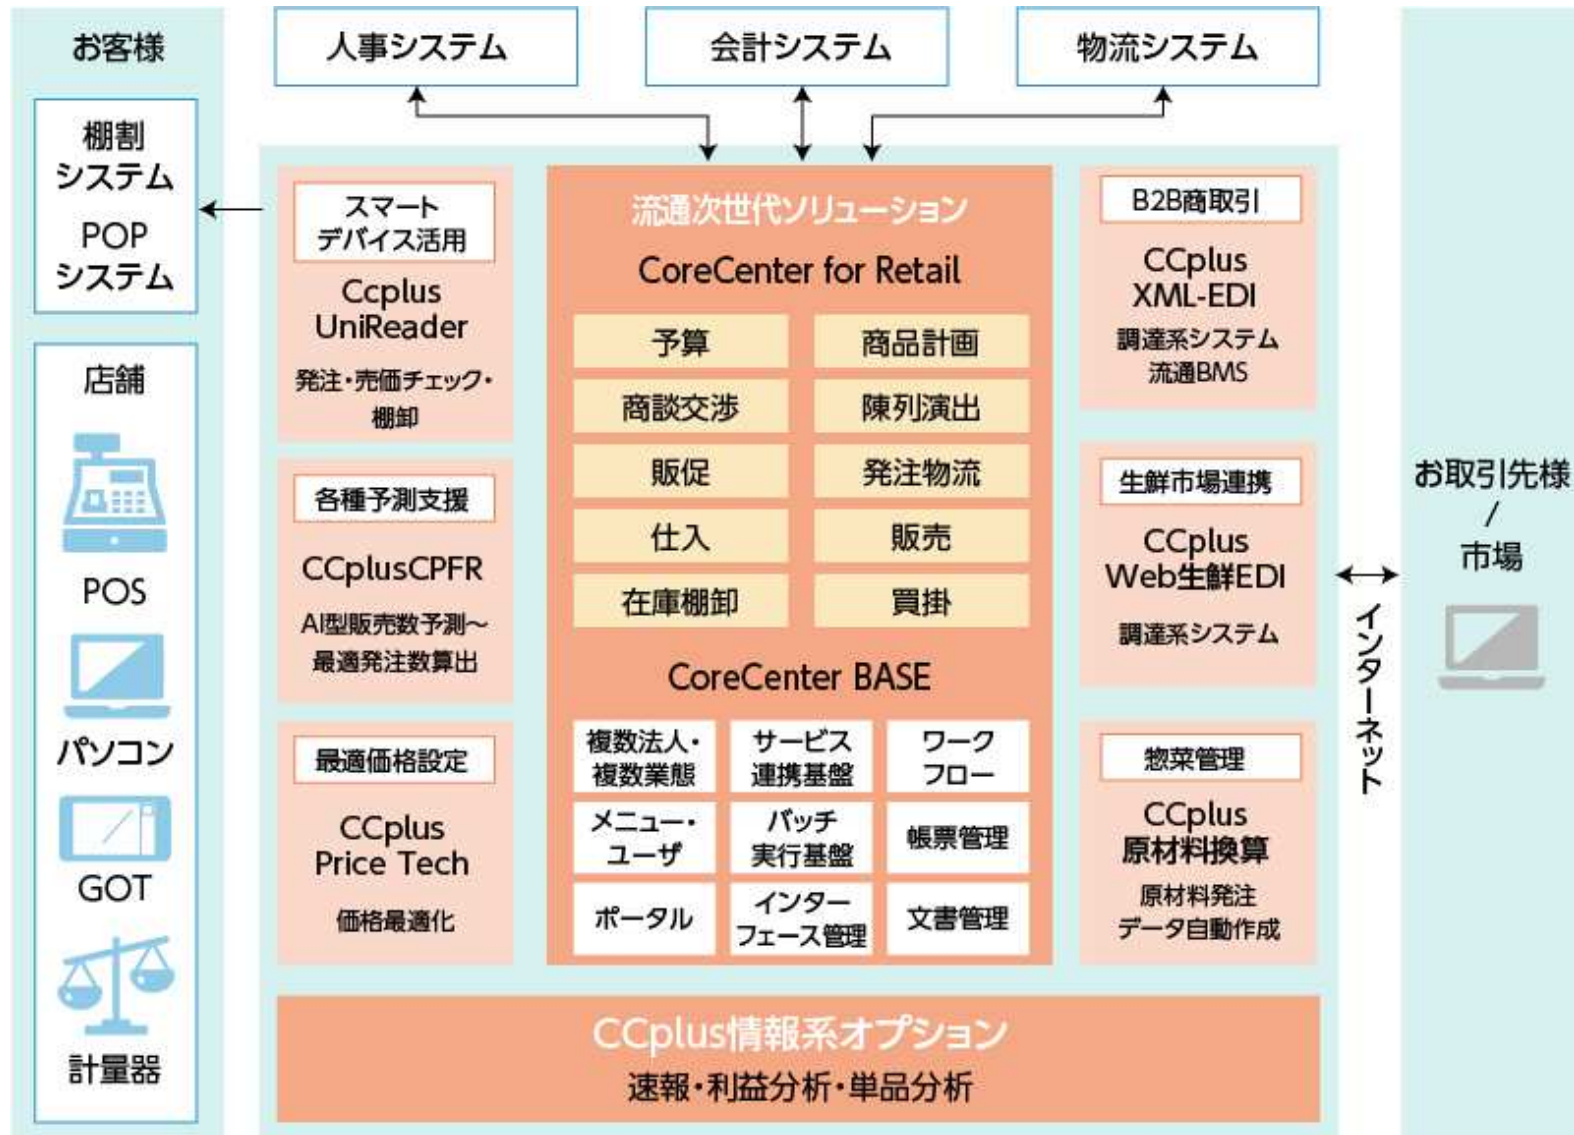 お客様
棚割
システム
POP
システム
店舗
POS
パソコン
GOT
計量器
人事システム
会計システム
物流システム
スマート
デバイス活用
Ccplus
UniReader
発注・売価チェック・
棚卸
各種予測支援
CCplusCPFR
AI型販売数予測～
最適発注数算出
最適価格設定
CCplus
Price Tech
価格最適化
流通次世代ソリューション
CoreCenter for Retail
予算
商品計画
商談交渉
陳列演出
販促
発注物流
仕入
販売
在庫棚卸
買掛
CoreCenter BASE
複数法人・
複数業態
サービス
連携基盤
ワーク
フロー
メニュー・
ユーザ
バッチ
実行基盤
帳票管理
ポータル
インター
フェース管理
文書管理
B2B商取引
CCplus
XML-EDI
調達系システム
流通BMS
生鮮市場連携
CCplus
Web生鮮EDI
調達系システム
惣菜管理
CCplus
原材料換算
原材料発注
データ自動作成
CCplus情報系オプション
速報・利益分析・単品分析
インターネット
お取引先様
/
市場